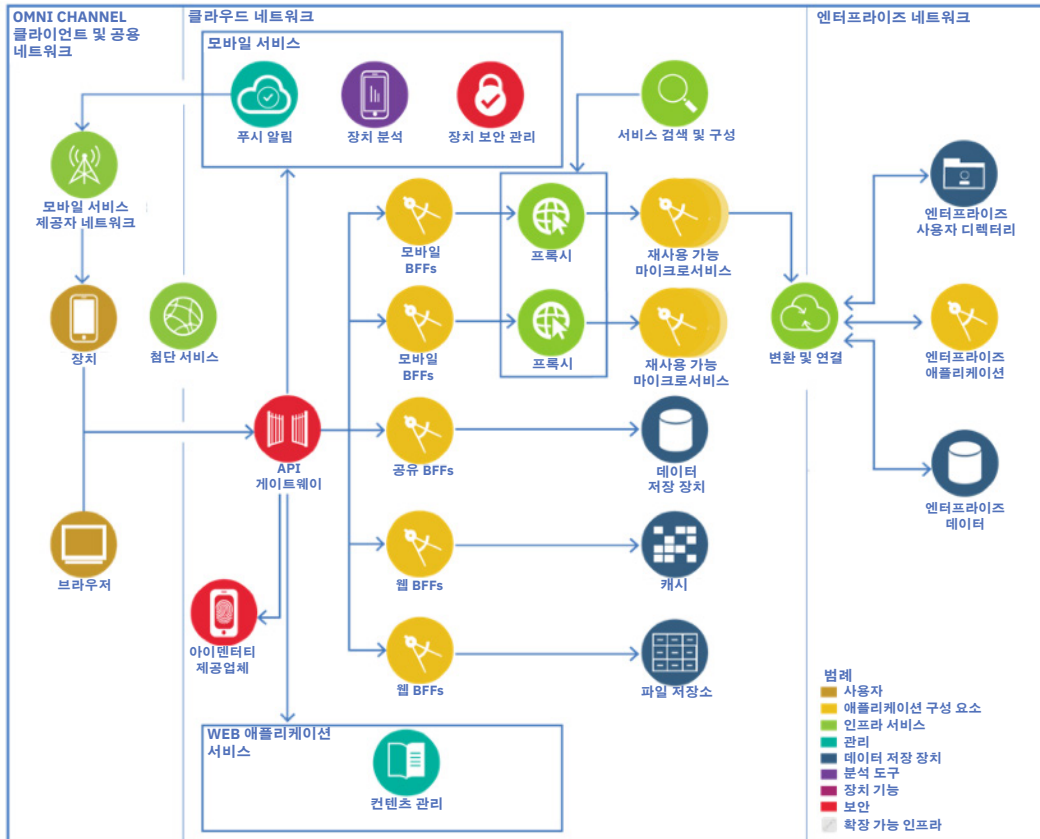 OMNI CHANNEL
클라이언트 및 공용
네트워크
클라우드 네트워크
엔터프라이즈 네트워크
모바일 서비스
푸시 알림
장치 분석
장치 보안 관리
서비스 검색 및 구성
모바일 서비스
제공자 네트워크
모바일
BFFs
프록시
재사용 가능
마이크로서비스
엔터프라이즈
사용자 디렉터리
장치
첨단 서비스
모바일
BFFs
프록시
재사용 가능
마이크로서비스
변환 및 연결
엔터프라이즈
애플리케이션
API
게이트웨이
공유 BFFs
데이터
저장 장치
엔터프라이즈
데이터
브라우저
웹 BFFs
캐시
아이덴터티
제공업체
웹 BFFs
파일 저장소
WEB 애플리케이션
서비스
컨텐츠 관리
범례
사용자
애플리케이션 구성 요소
인프라 서비스
관리
데이터 저장 장치
분석 도구
장치 기능
보안
확장 가능 인프라